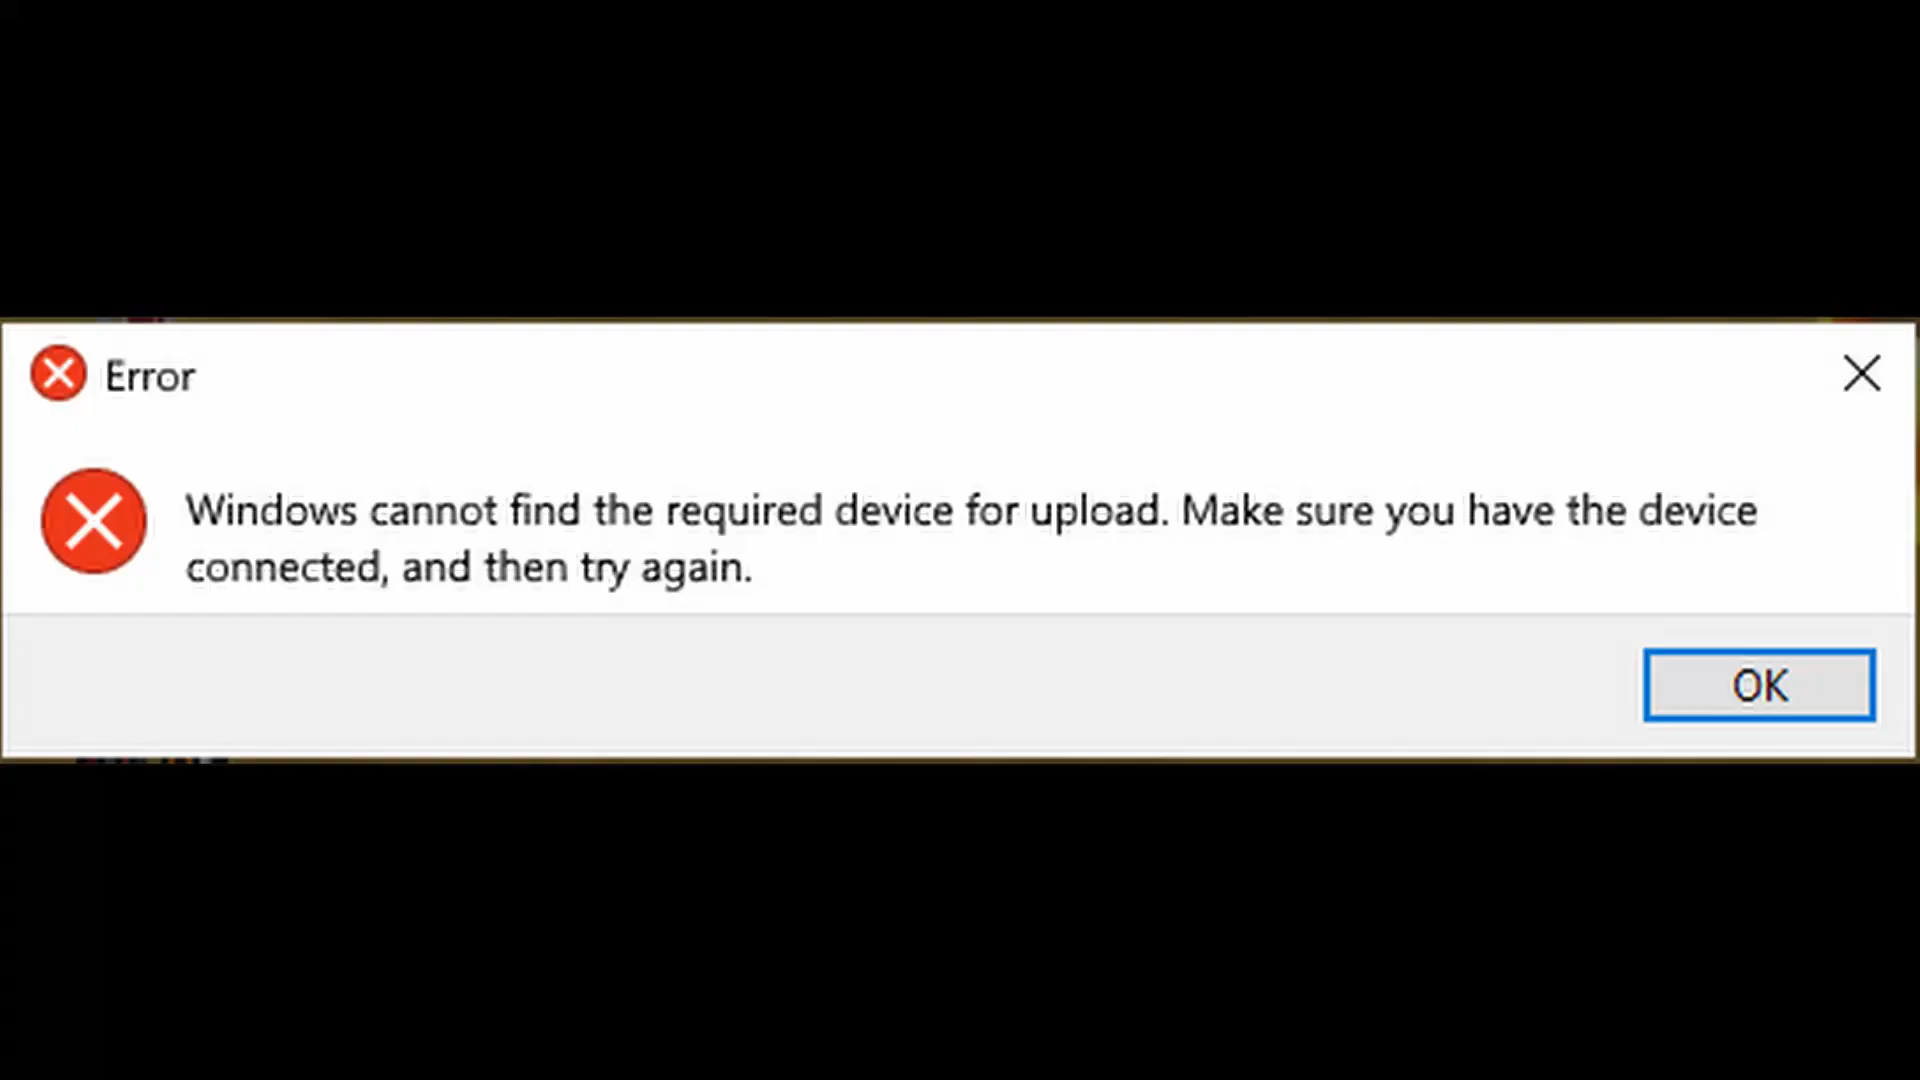 Error
Windows cannot find the required device for upload. Make sure you have the device
connected, and then try again.
OK